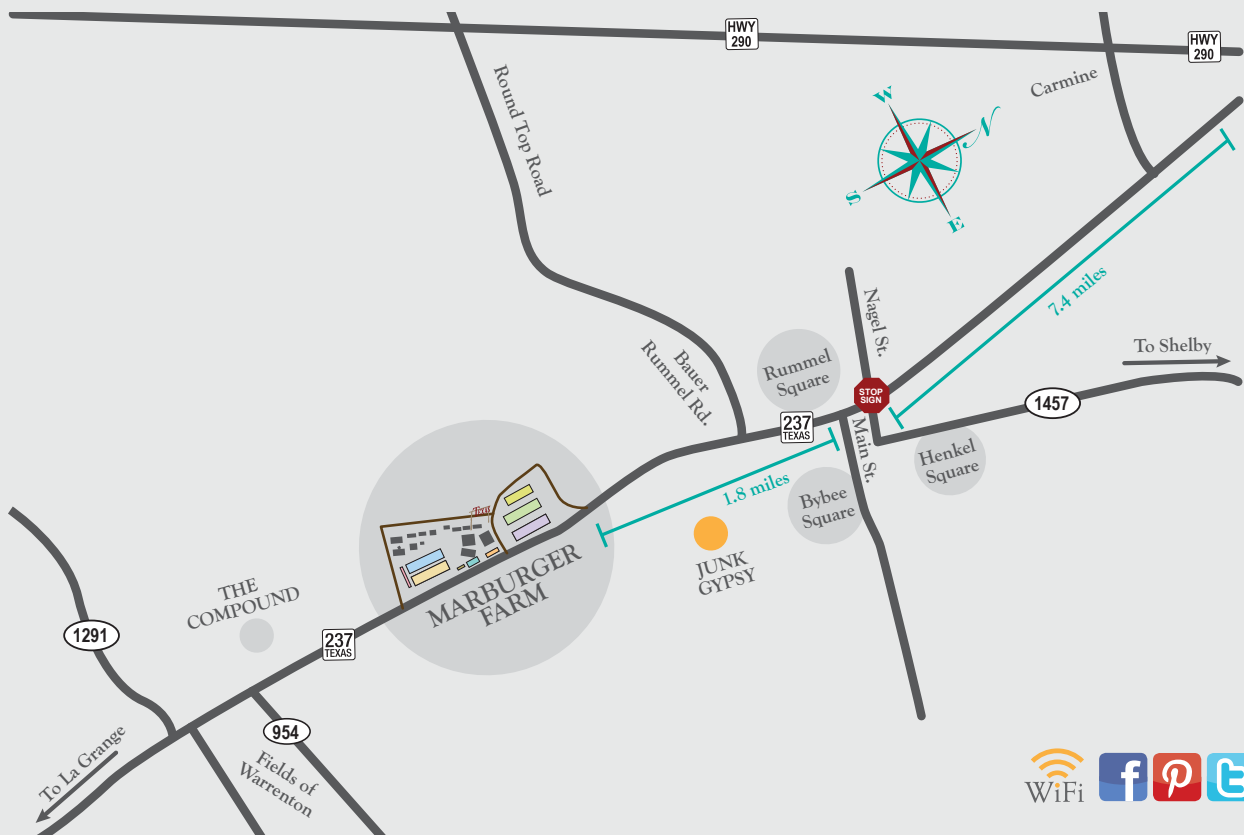 HWY
290
HWY
290
Round Top Road
Carmine
W
N
S
E
7.4 miles
Nagel St.
To Shelby
Bauer
Rummel Rd.
Rummel
Square
STOP
SIGN
1457
237
TEXAS
Main St.
Henkel
Square
1.8 miles
Bybee
Square
JUNK
GYPSY
MARBURGER
FARM
THE
COMPOUND
1291
237
TEXAS
954
Fields of
Warrenton
To La Grange
WiFi
f
t